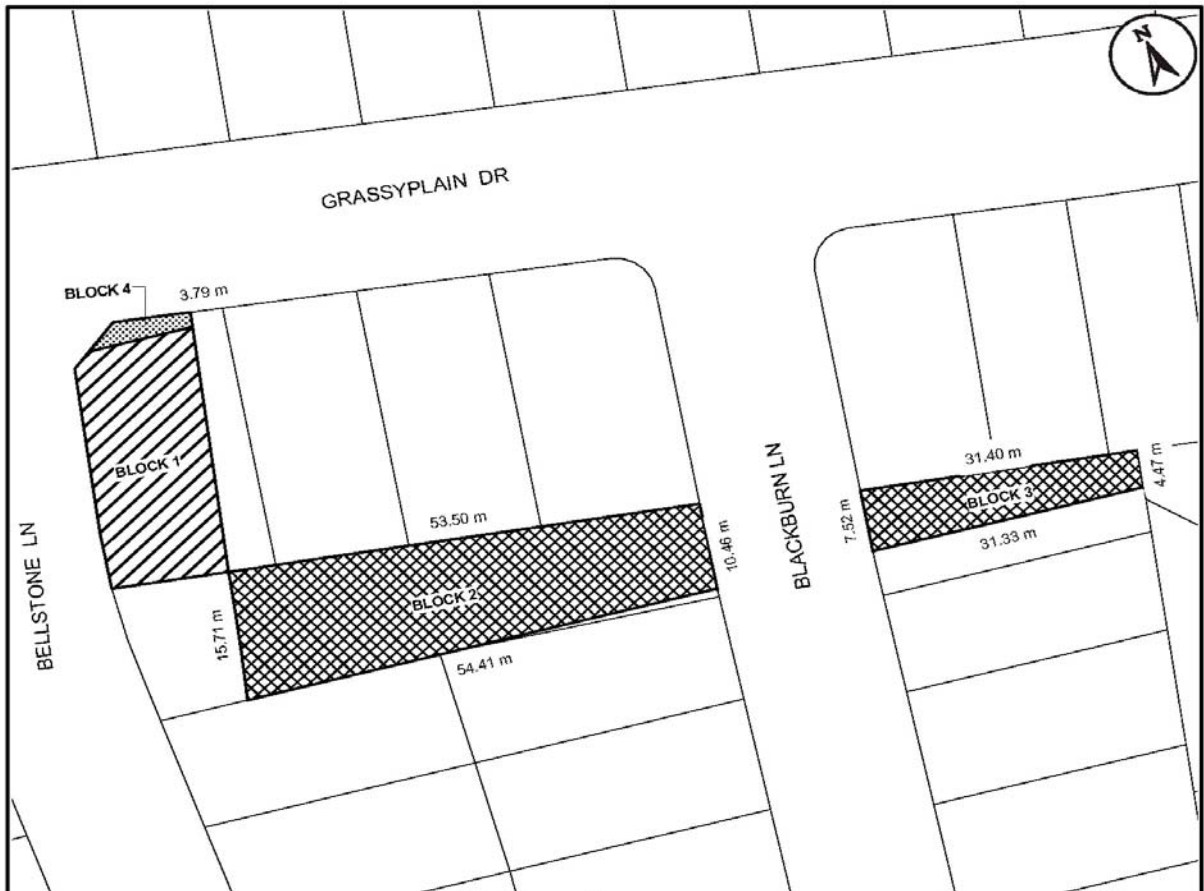 N
GRASSYPLAIN DR
BLOCK 4
3.79 m
BLOCK 1
BELLSTONE LN
53.50 m
BLOCK 2
10.46 m
15.71 m
54.41 m
BLACKBURN LN
31.40 m
BLOCK 3
4.47 m
7.52 m
31.33 m